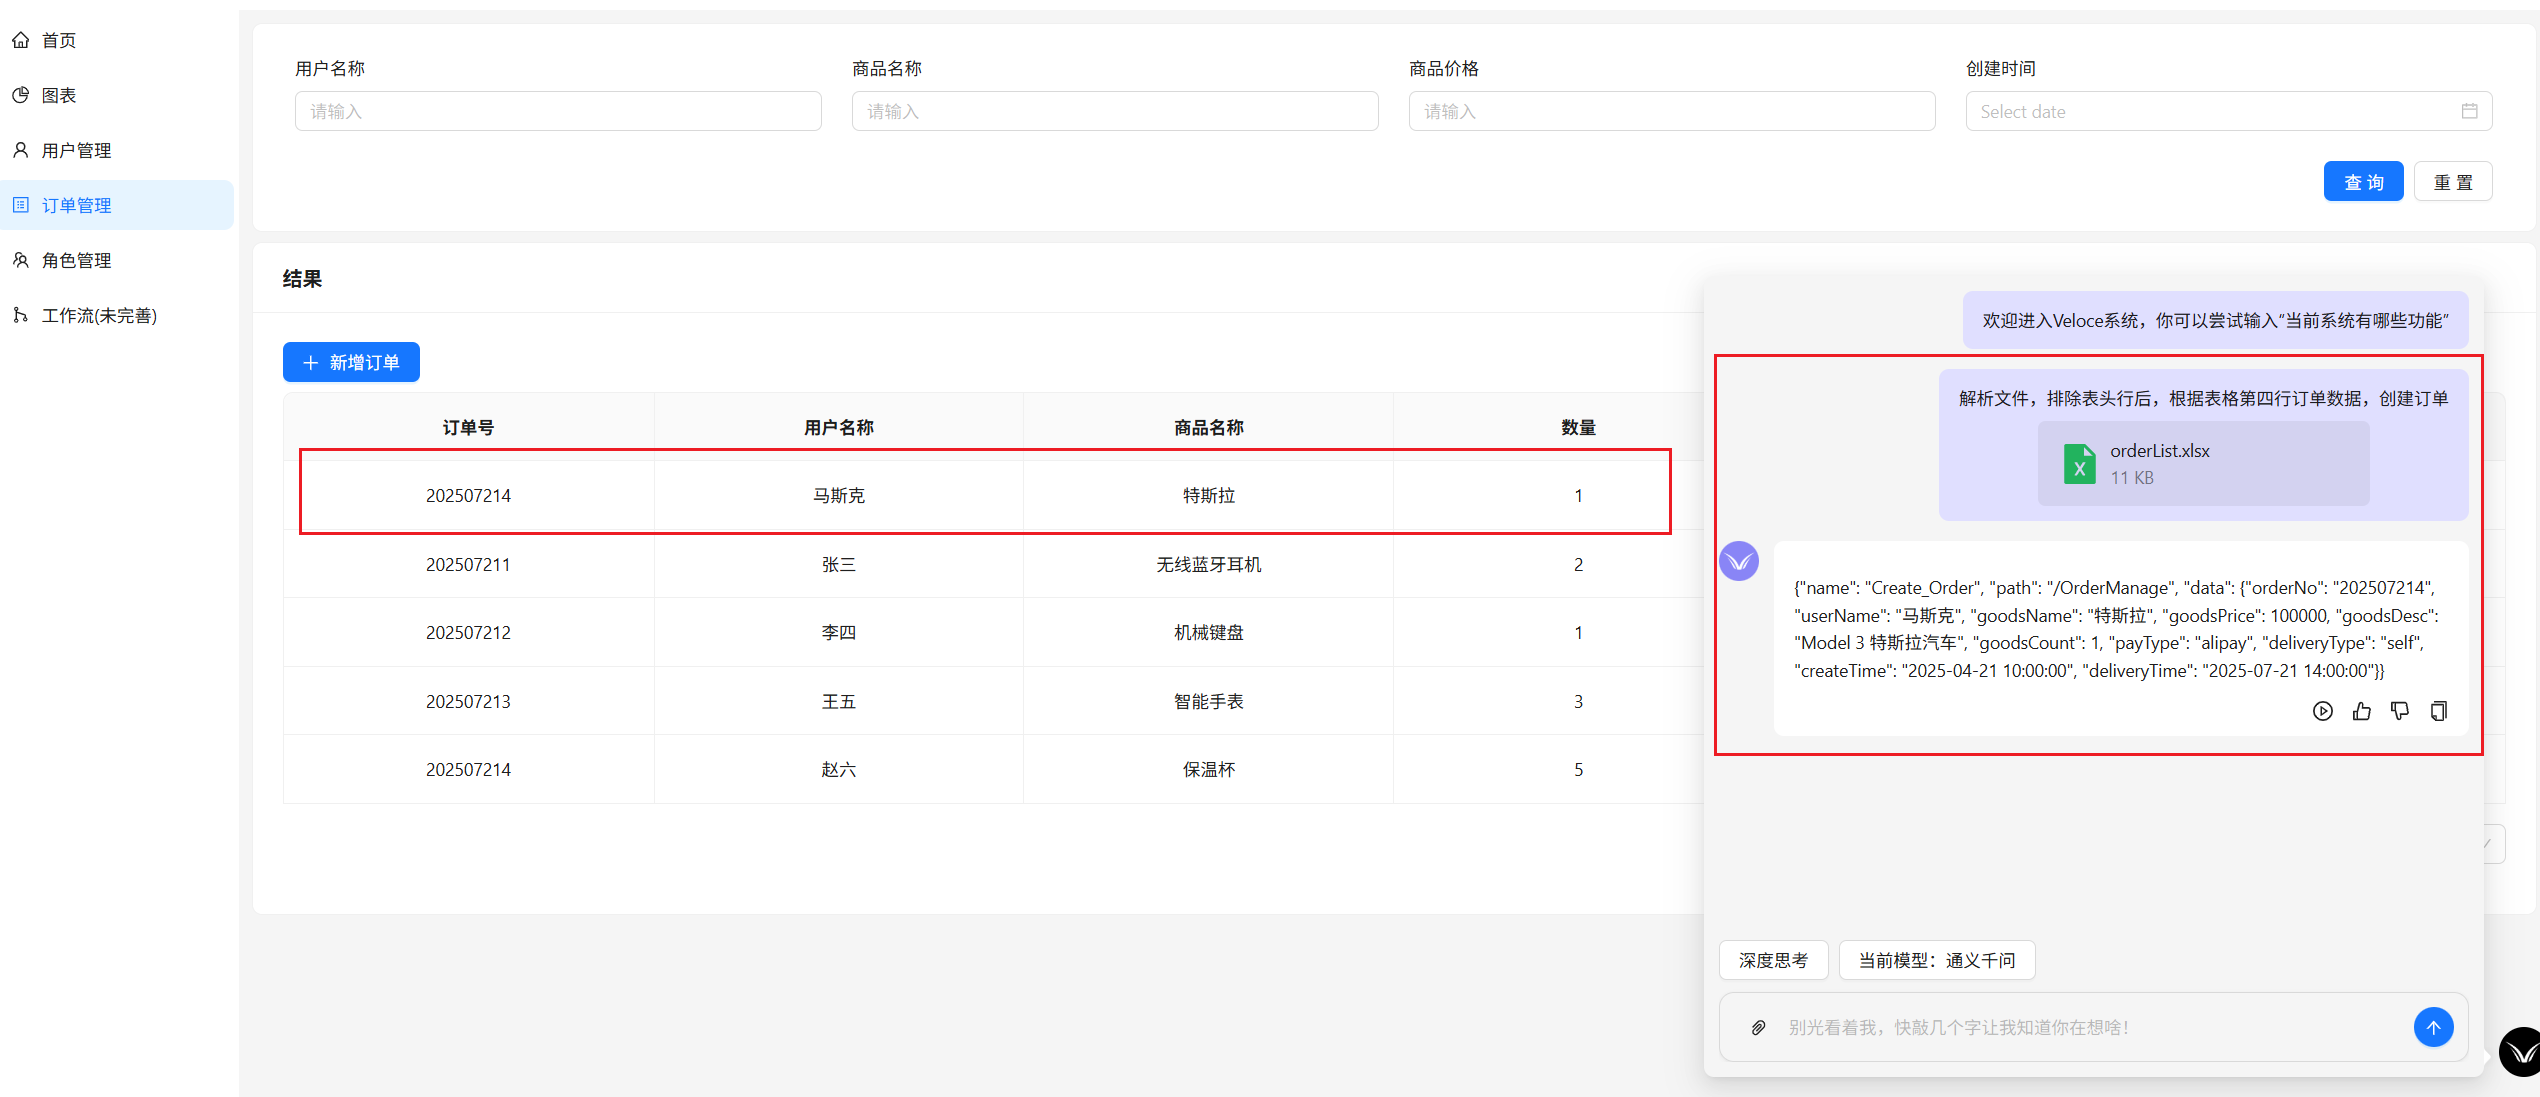 首页
图表
用户管理
订单管理
角色管理
工作流(未完善)
用户名称
商品名称
商品价格
创建时间
请输入
请输入
请输入
Select date
查 询
重 置
结果
新增订单
订单号 用户名称 商品名称 数量
202507214 马斯克 特斯拉 1
202507211 张三 无线蓝牙耳机 2
202507212 李四 机械键盘 1
202507213 王五 智能手表 3
202507214 赵六 保温杯 5
欢迎进入Veloce系统，你可以尝试输入“当前系统有哪些功能”
解析文件，排除表头行后，根据表格第四行订单数据，创建订单
X
orderList.xlsx
11 KB
{"name": "Create_Order", "path": "/OrderManage", "data": {"orderNo": "202507214",
"userName": "马斯克", "goodsName": "特斯拉", "goodsPrice": 100000, "goodsDesc":
"Model 3 特斯拉汽车", "goodsCount": 1, "payType": "alipay", "deliveryType": "self",
"createTime": "2025-04-21 10:00:00", "deliveryTime": "2025-07-21 14:00:00"}}
深度思考
当前模型：通义千问
别光看着我，快敲几个字让我知道你在想啥！